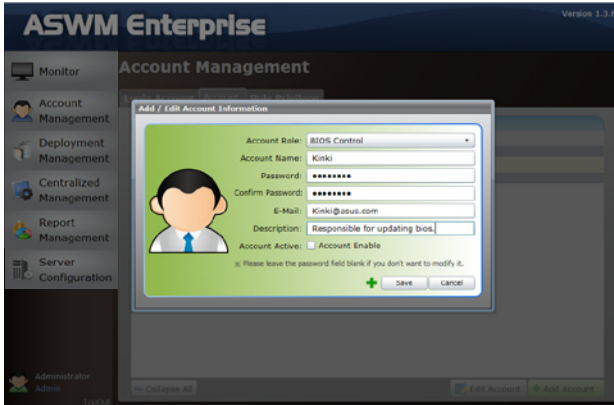 ASWM Enterprise
Version 1.3.
Monitor
Account
Management
Deployment
Management
Centralized
Management
Report
Management
Server
Configuration
Administrator
Admin
LogOut
Account Management
Add / Edit Account Information
Account Role: BIOS Control
Account Name: Kinki
Password: ••••••••
Confirm Password: ••••••••
E-Mail: Kinki@asus.com
Description: Responsible for updating bios.
Account Active: Account Enable
※ Please leave the password field blank if you don't want to modify it.
Save Cancel
Collapse All
Edit Account Add Account